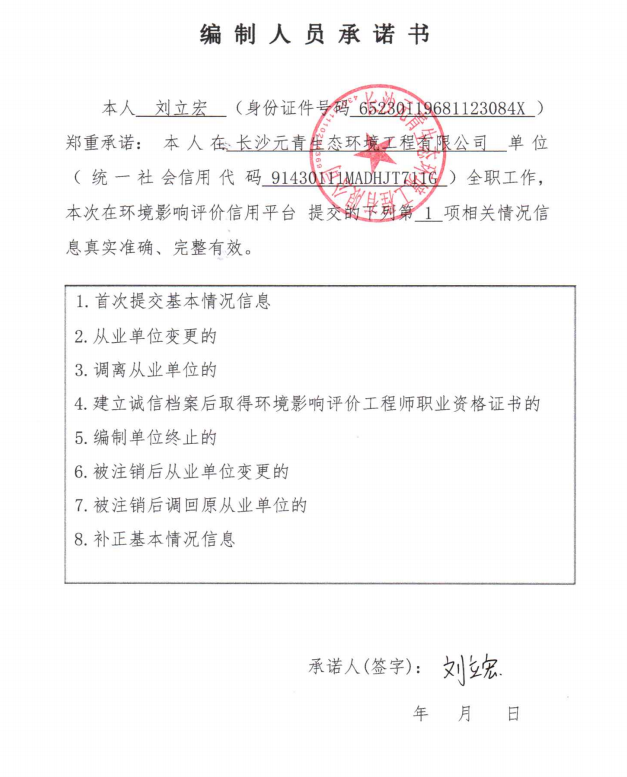 编制人员承诺书
本人 刘立宏 （身份证件号码 65230119681123084X ）
郑重承诺： 本人在 长沙元青生态环境工程有限公司 单位
（统一社会信用代码 91430111MADHJT7J1G ）全职工作，
本次在环境影响评价信用平台 提交的下列第 1 项相关情况信
息真实准确、完整有效。
1.首次提交基本情况信息
2.从业单位变更的
3.调离从业单位的
4.建立诚信档案后取得环境影响评价工程师职业资格证书的
5.编制单位终止的
6.被注销后从业单位变更的
7.被注销后调回原从业单位的
8.补正基本情况信息
承诺人(签字)： 刘立宏
年 月 日